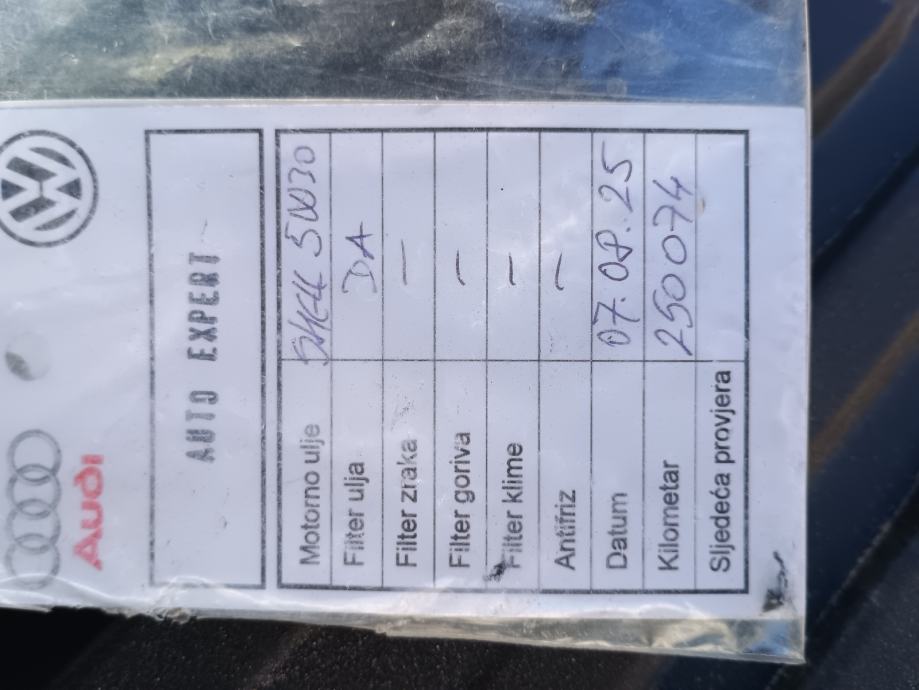 Audi
AUTO EXPERT
Motorno ulje SHELL 5W30
Filter ulja DA
Filter zraka –
Filter goriva –
Filter klime –
Antifriz –
Datum 07.08.25
Kilometar 250074
Sljedeća provjera